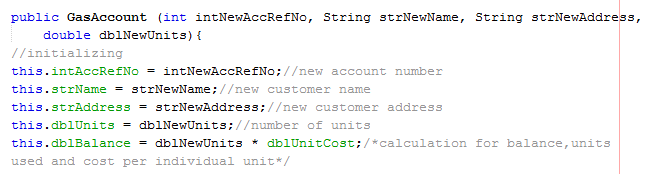 public GasAccount (int intNewAccRefNo, String strNewName, String strNewAddress,
double dblNewUnits){
//initializing
this.intAccRefNo = intNewAccRefNo;//new account number
this.strName = strNewName;//new customer name
this.strAddress = strNewAddress;//new customer address
this.dblUnits = dblNewUnits;//number of units
this.dblBalance = dblNewUnits * dblUnitCost;/*calculation for balance,units
used and cost per individual unit*/